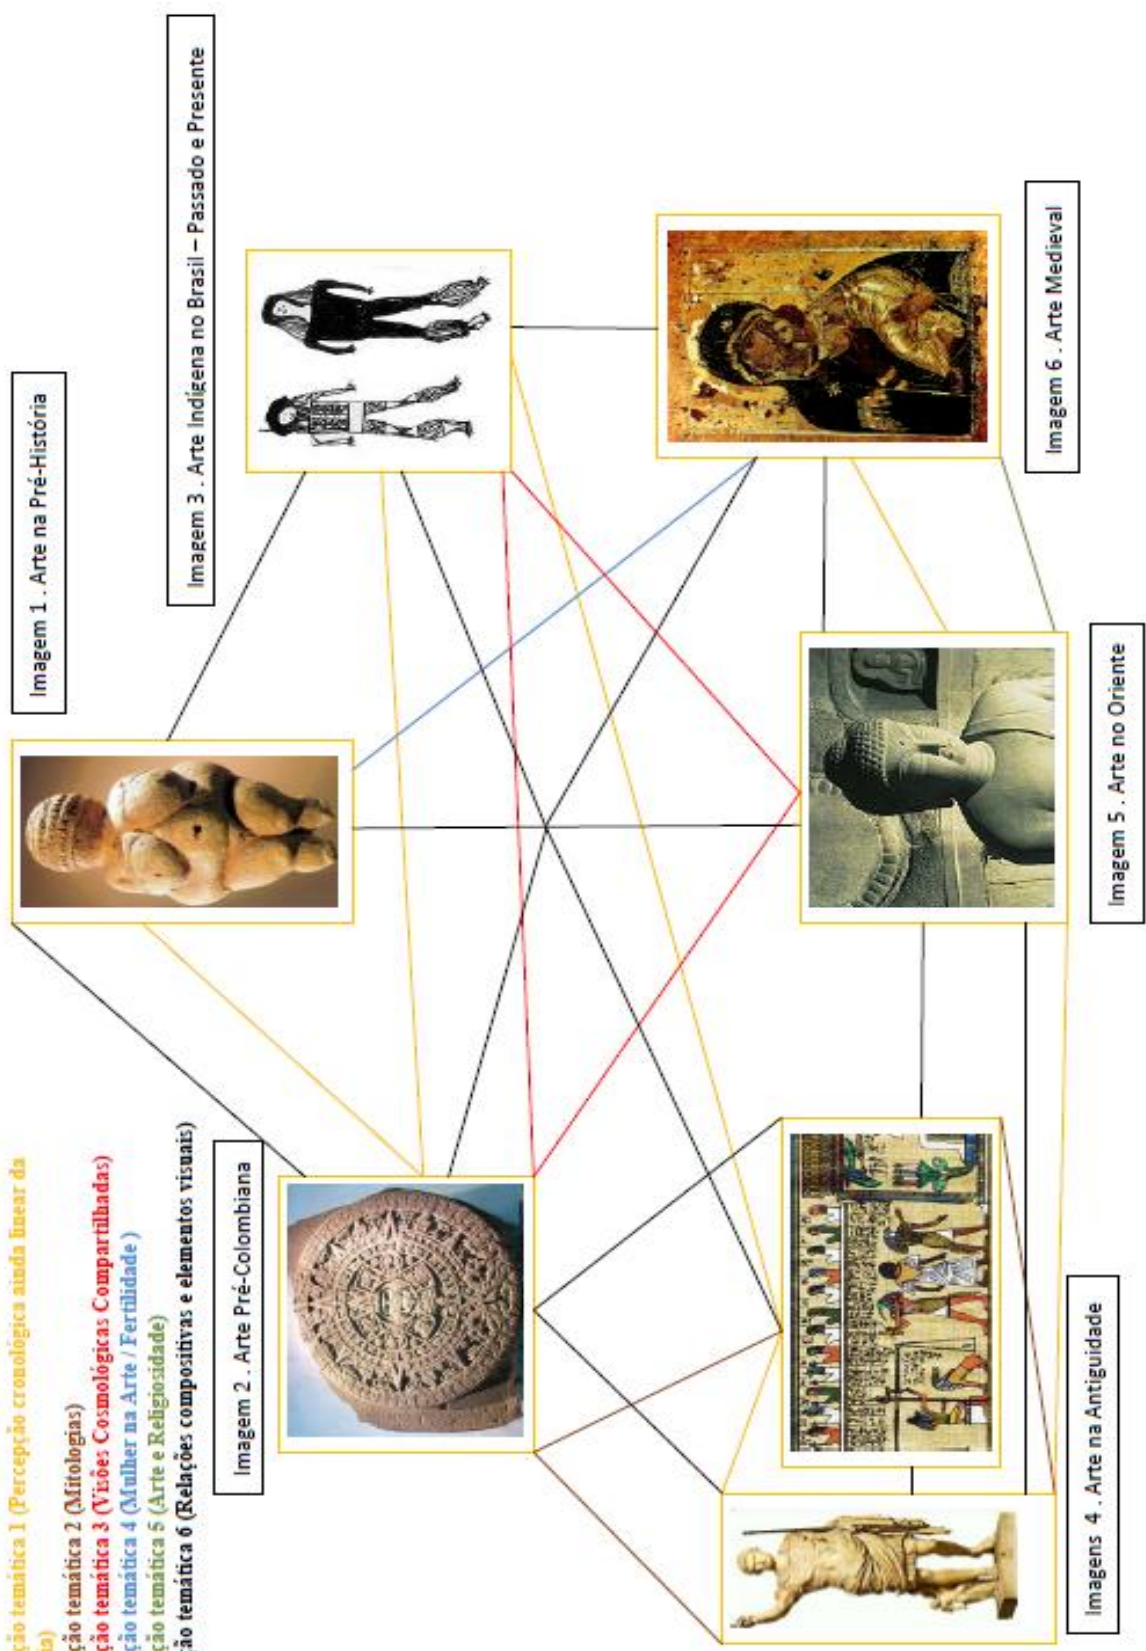 ção temática 1 (Percepção cronológica ainda linear da
ia)
ção temática 2 (Mitologias)
ção temática 3 (Visões Cosmológicas Compartilhadas)
ção temática 4 (Mulher na Arte / Fertilidade )
ção temática 5 (Arte e Religiosidade)
ão temática 6 (Relações compositivas e elementos visuais)
Imagem 1 . Arte na Pré-História
Imagem 3 . Arte Indígena no Brasil – Passado e Presente
Imagem 2 . Arte Pré-Colombiana
Imagem 6 . Arte Medieval
Imagem 5 . Arte no Oriente
Imagens 4 . Arte na Antiguidade